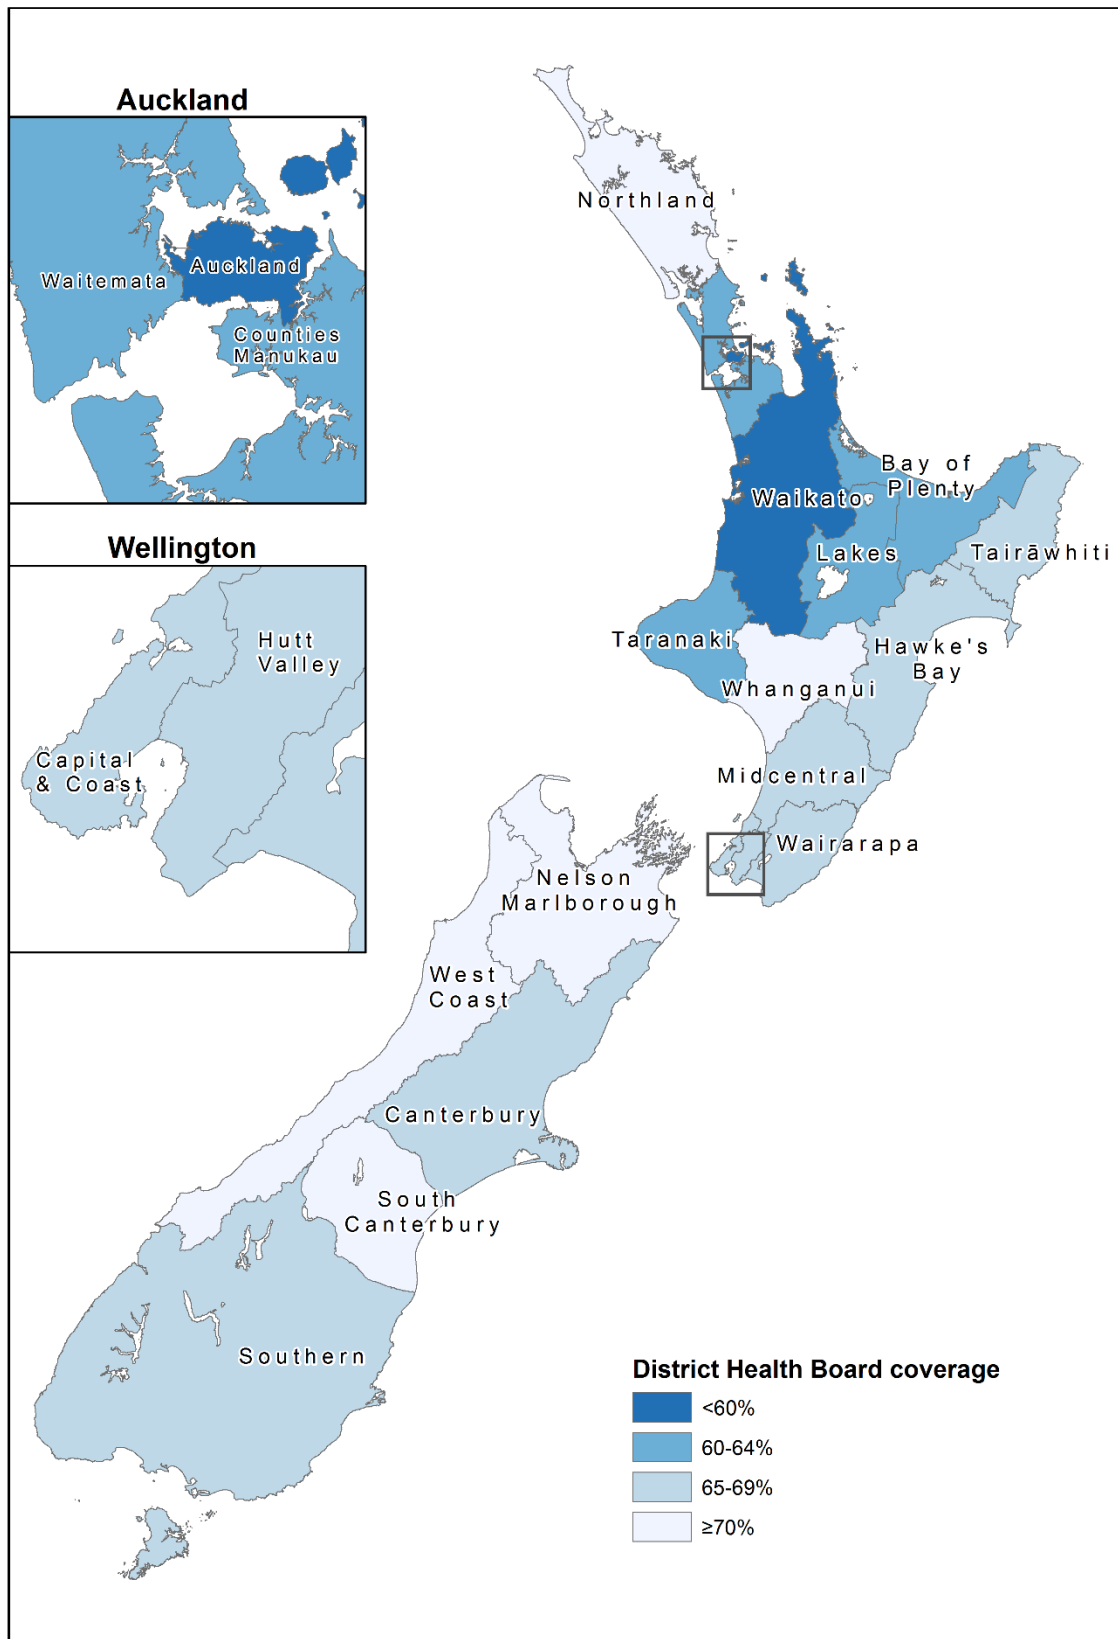 Auckland
Waitemata
Auckland
Counties
Manukau
Wellington
Hutt
Valley
Capital
& Coast
Northland
Bay of
Plenty
Waikato
Lakes
Tairāwhiti
Taranaki
Hawke's
Bay
Whanganui
Midcentral
Wairarapa
Nelson
Marlborough
West
Coast
Canterbury
South
Canterbury
Southern
District Health Board coverage
<60%
60-64%
65-69%
≥70%